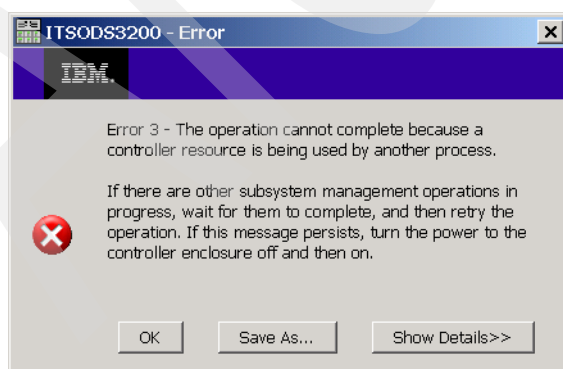 ITSODS3200 - Error
IBM.
Error 3 - The operation cannot complete because a
controller resource is being used by another process.
If there are other subsystem management operations in
progress, wait for them to complete, and then retry the
operation. If this message persists, turn the power to the
controller enclosure off and then on.
OK
Save As...
Show Details>>